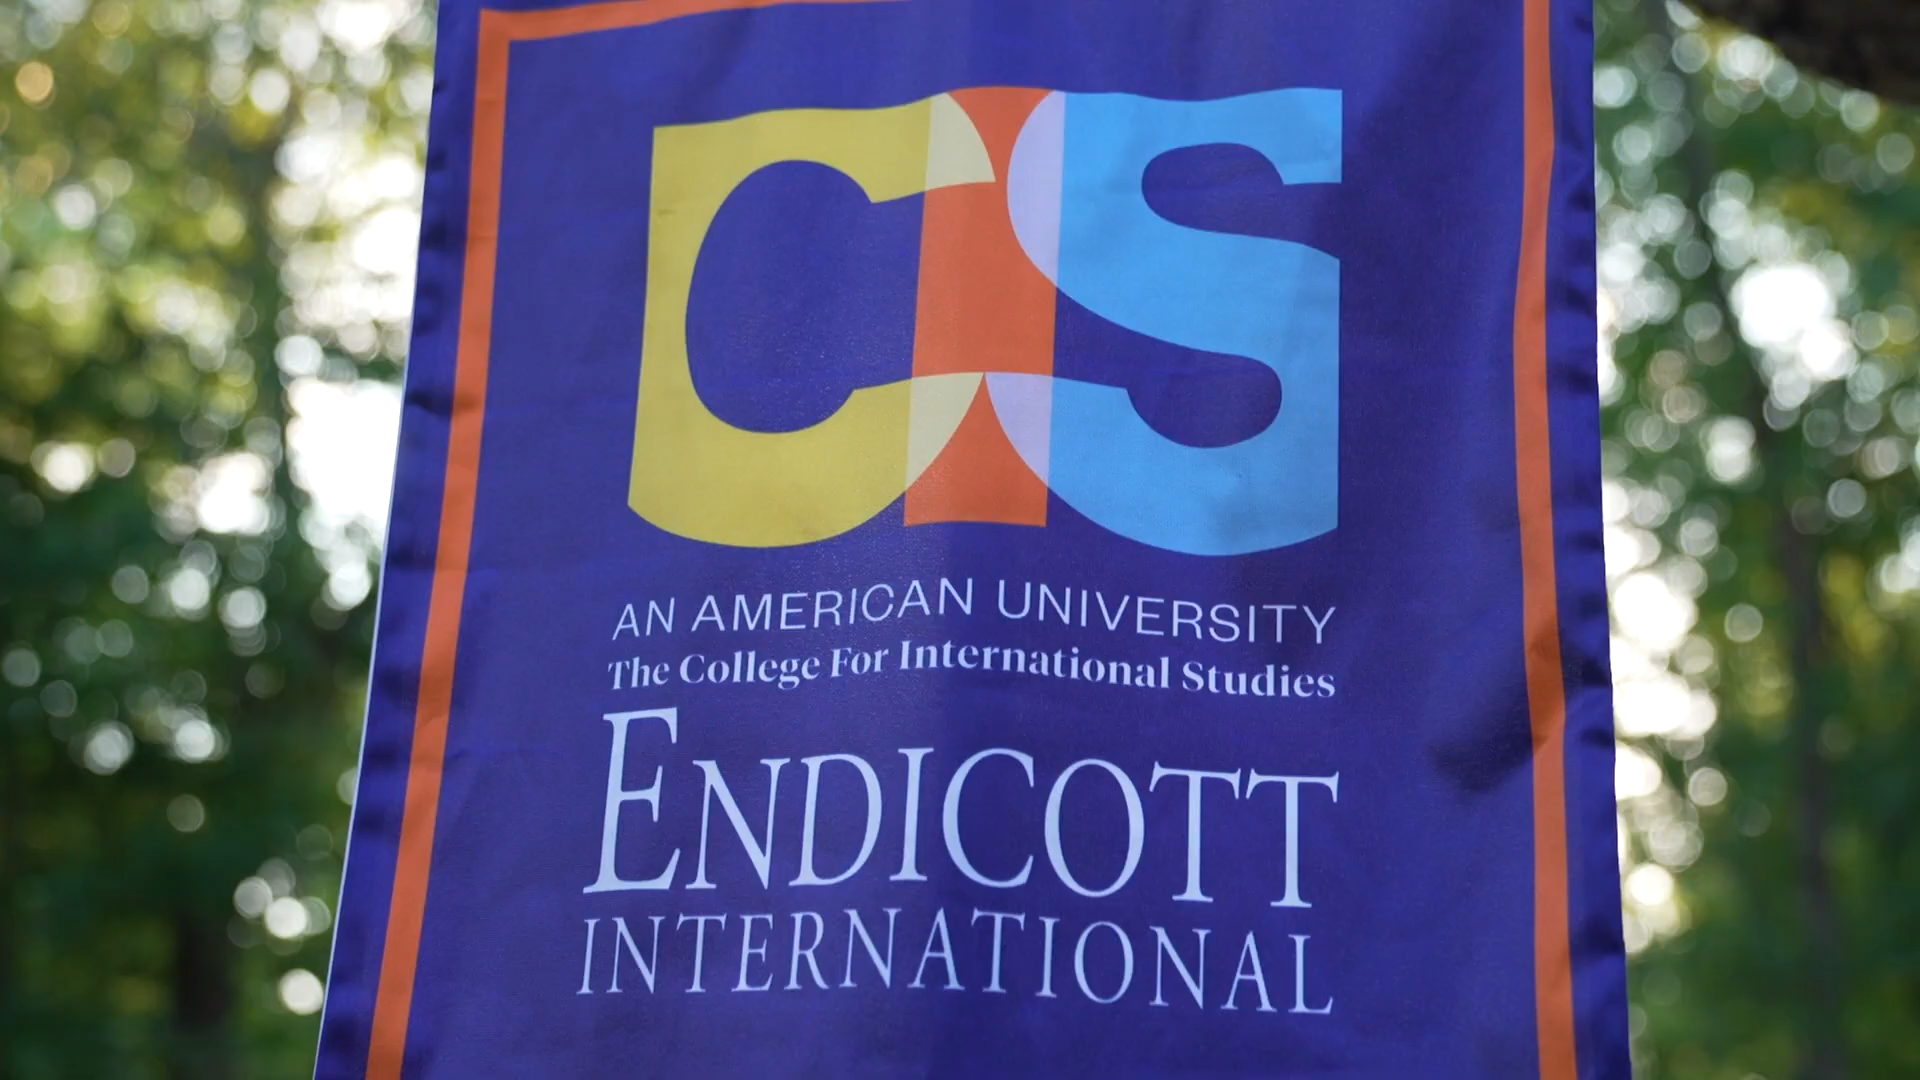 CIS
AN AMERICAN UNIVERSITY
The College For International Studies
ENDICOTT
INTERNATIONAL